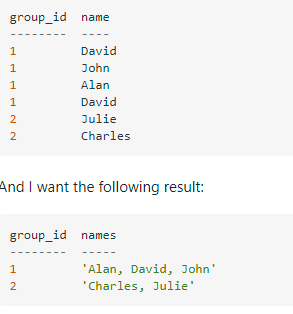 group_id  name
--------  ----
1         David
1         John
1         Alan
1         David
2         Julie
2         Charles
And I want the following result:
group_id  names
--------  -----
1         'Alan, David, John'
2         'Charles, Julie'